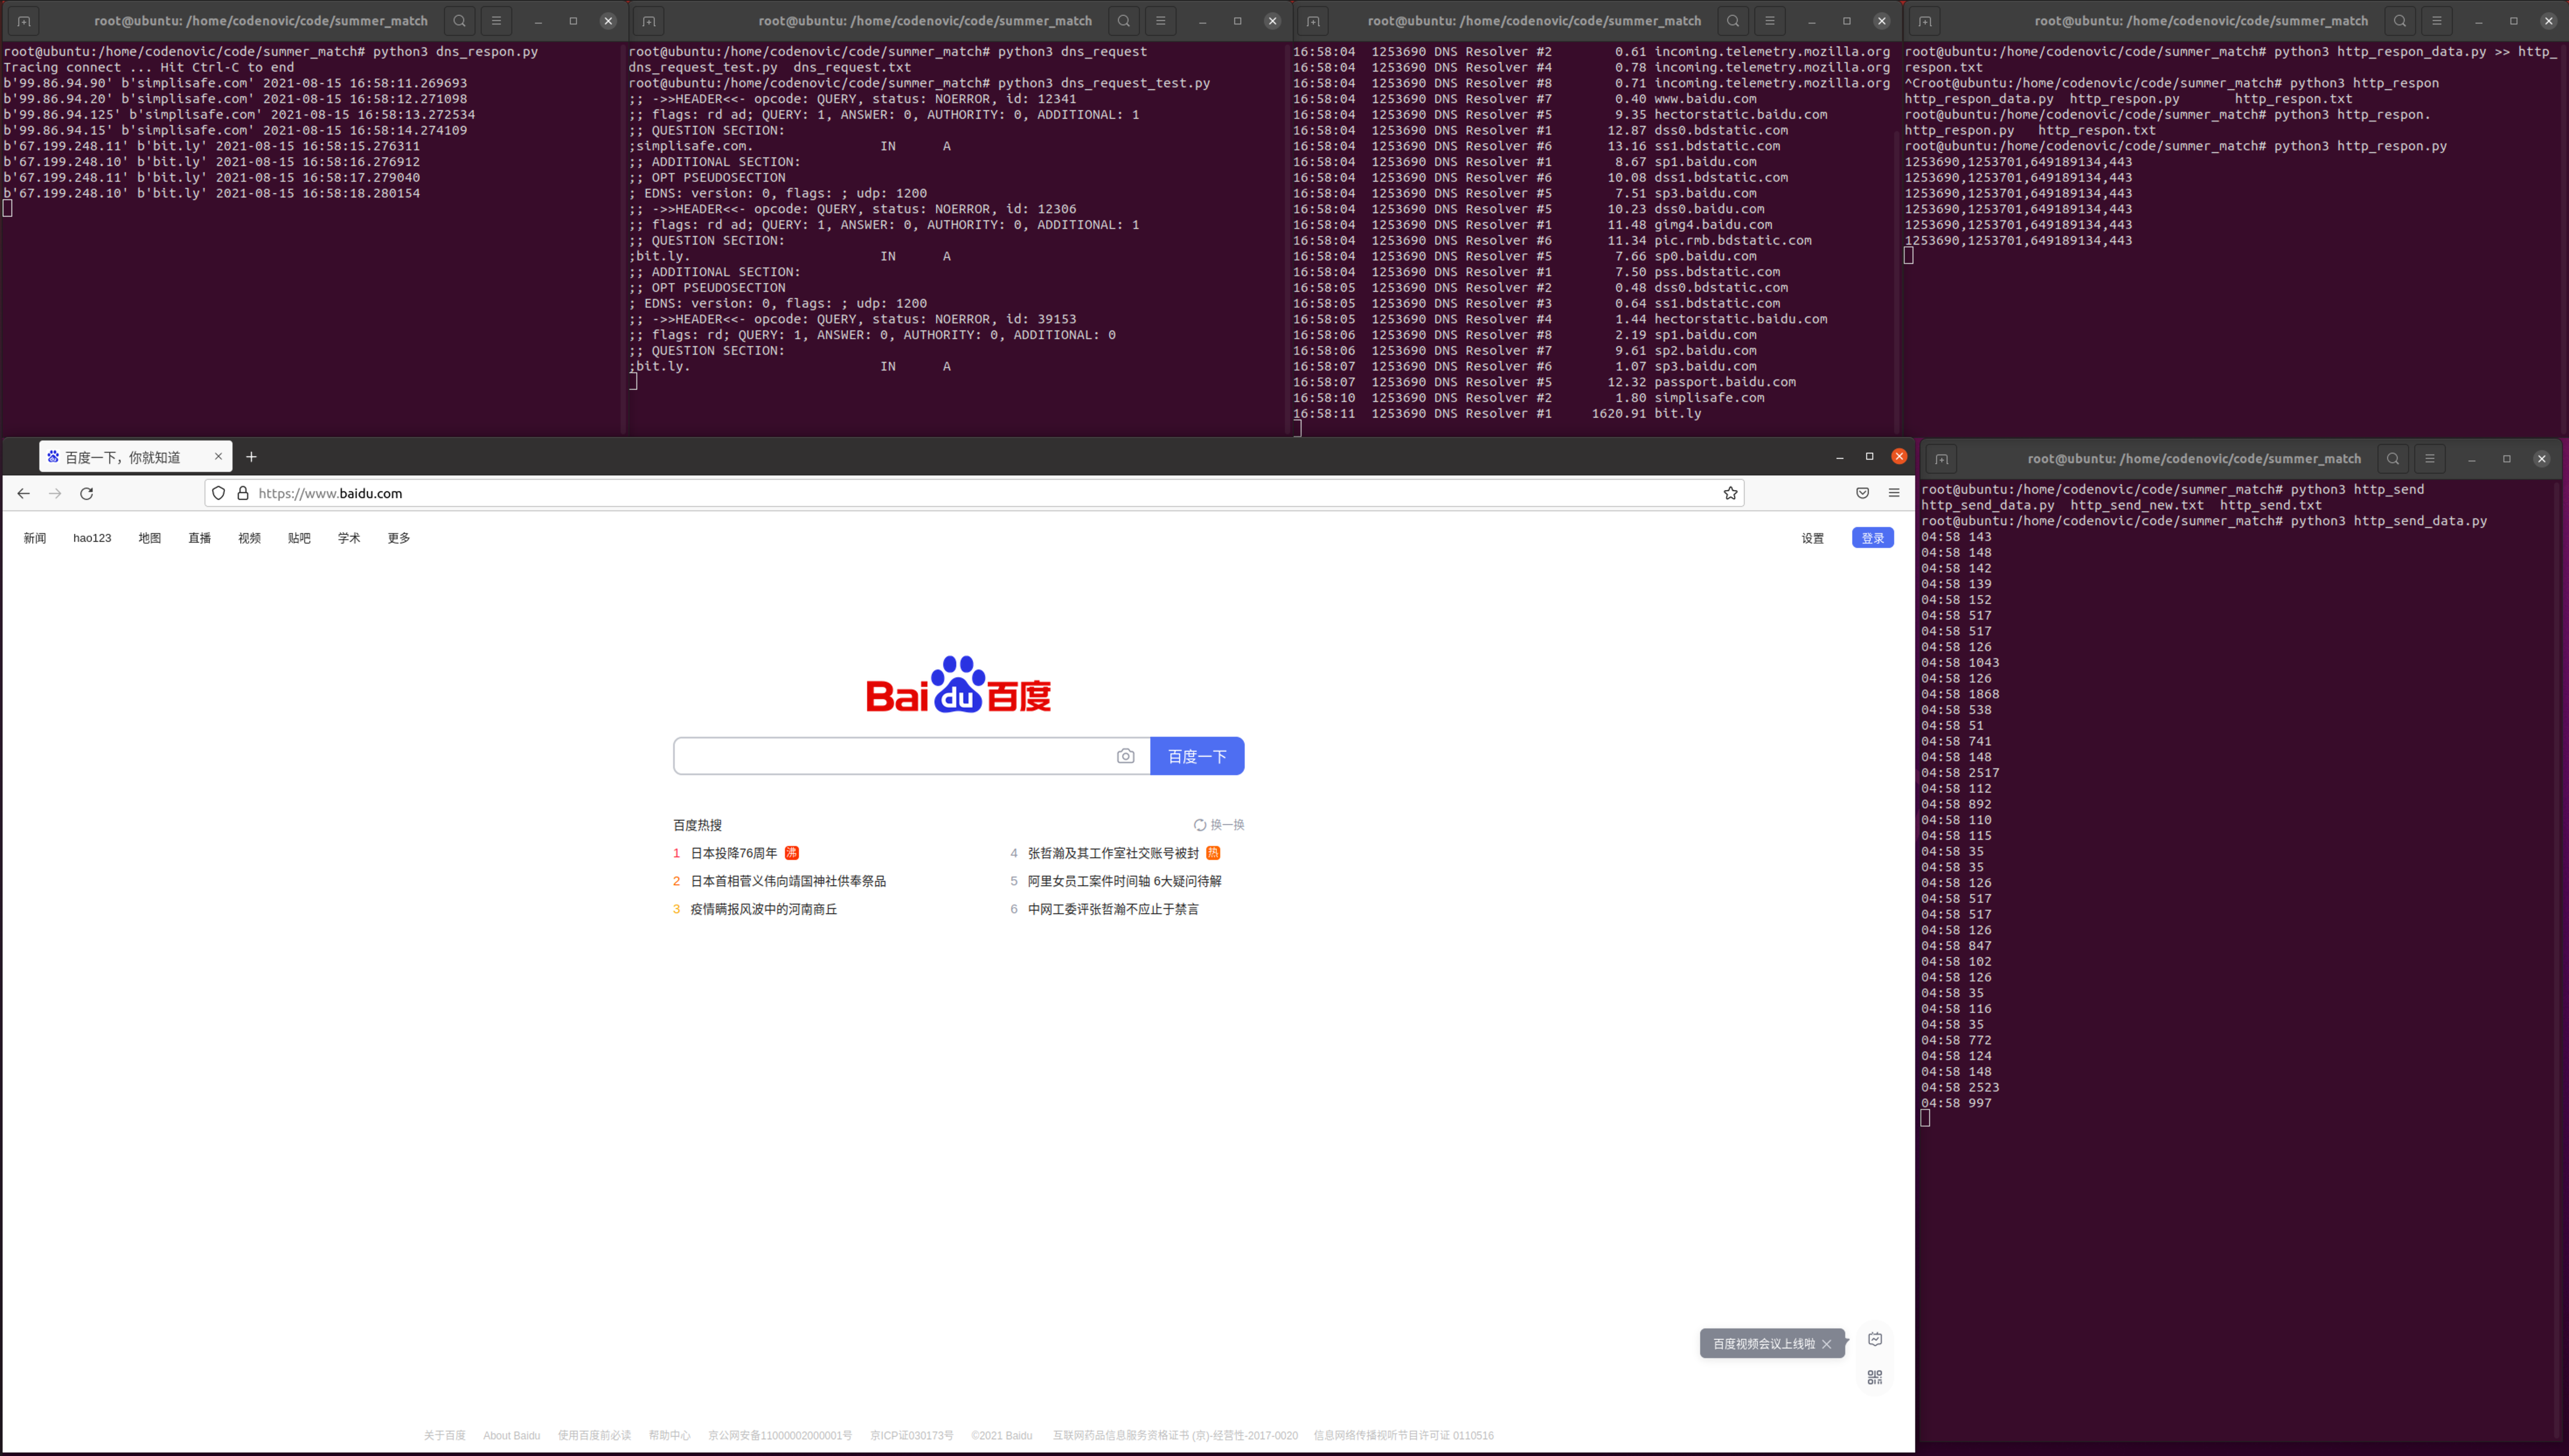 root@ubuntu: /home/codenovic/code/summer_match
root@ubuntu:/home/codenovic/code/summer_match# python3 dns_respon.py
Tracing connect ... Hit Ctrl-C to end
b'99.86.94.90' b'simplisafe.com' 2021-08-15 16:58:11.269693
b'99.86.94.20' b'simplisafe.com' 2021-08-15 16:58:12.271098
b'99.86.94.125' b'simplisafe.com' 2021-08-15 16:58:13.272534
b'99.86.94.15' b'simplisafe.com' 2021-08-15 16:58:14.274109
b'67.199.248.11' b'bit.ly' 2021-08-15 16:58:15.276311
b'67.199.248.10' b'bit.ly' 2021-08-15 16:58:16.276912
b'67.199.248.11' b'bit.ly' 2021-08-15 16:58:17.279040
b'67.199.248.10' b'bit.ly' 2021-08-15 16:58:18.280154
root@ubuntu: /home/codenovic/code/summer_match
root@ubuntu:/home/codenovic/code/summer_match# python3 dns_request
dns_request_test.py  dns_request.txt
root@ubuntu:/home/codenovic/code/summer_match# python3 dns_request_test.py
;; ->>HEADER<<- opcode: QUERY, status: NOERROR, id: 12341
;; flags: rd ad; QUERY: 1, ANSWER: 0, AUTHORITY: 0, ADDITIONAL: 1
;; QUESTION SECTION:
;simplisafe.com. IN A
;; ADDITIONAL SECTION:
;; OPT PSEUDOSECTION
; EDNS: version: 0, flags: ; udp: 1200
;; ->>HEADER<<- opcode: QUERY, status: NOERROR, id: 12306
;; flags: rd ad; QUERY: 1, ANSWER: 0, AUTHORITY: 0, ADDITIONAL: 1
;; QUESTION SECTION:
;bit.ly. IN A
;; ADDITIONAL SECTION:
;; OPT PSEUDOSECTION
; EDNS: version: 0, flags: ; udp: 1200
;; ->>HEADER<<- opcode: QUERY, status: NOERROR, id: 39153
;; flags: rd; QUERY: 1, ANSWER: 0, AUTHORITY: 0, ADDITIONAL: 0
;; QUESTION SECTION:
;bit.ly. IN A
root@ubuntu: /home/codenovic/code/summer_match
16:58:04 1253690 DNS Resolver #2 0.61 incoming.telemetry.mozilla.org
16:58:04 1253690 DNS Resolver #4 0.78 incoming.telemetry.mozilla.org
16:58:04 1253690 DNS Resolver #8 0.71 incoming.telemetry.mozilla.org
16:58:04 1253690 DNS Resolver #7 0.40 www.baidu.com
16:58:04 1253690 DNS Resolver #5 9.35 hectorstatic.baidu.com
16:58:04 1253690 DNS Resolver #1 12.87 dss0.bdstatic.com
16:58:04 1253690 DNS Resolver #6 13.16 ss1.bdstatic.com
16:58:04 1253690 DNS Resolver #1 8.67 sp1.baidu.com
16:58:04 1253690 DNS Resolver #6 10.08 dss1.bdstatic.com
16:58:04 1253690 DNS Resolver #5 7.51 sp3.baidu.com
16:58:04 1253690 DNS Resolver #5 10.23 dss0.baidu.com
16:58:04 1253690 DNS Resolver #1 11.48 gimg4.baidu.com
16:58:04 1253690 DNS Resolver #6 11.34 pic.rmb.bdstatic.com
16:58:04 1253690 DNS Resolver #5 7.66 sp0.baidu.com
16:58:04 1253690 DNS Resolver #1 7.50 pss.bdstatic.com
16:58:05 1253690 DNS Resolver #2 0.48 dss0.bdstatic.com
16:58:05 1253690 DNS Resolver #3 0.64 ss1.bdstatic.com
16:58:05 1253690 DNS Resolver #4 1.44 hectorstatic.baidu.com
16:58:06 1253690 DNS Resolver #8 2.19 sp1.baidu.com
16:58:06 1253690 DNS Resolver #7 9.61 sp2.baidu.com
16:58:07 1253690 DNS Resolver #6 1.07 sp3.baidu.com
16:58:07 1253690 DNS Resolver #5 12.32 passport.baidu.com
16:58:10 1253690 DNS Resolver #2 1.80 simplisafe.com
16:58:11 1253690 DNS Resolver #1 1620.91 bit.ly
root@ubuntu: /home/codenovic/code/summer_match
root@ubuntu:/home/codenovic/code/summer_match# python3 http_respon_data.py >> http_
respon.txt
^Croot@ubuntu:/home/codenovic/code/summer_match# python3 http_respon
http_respon_data.py  http_respon.py  http_respon.txt
root@ubuntu:/home/codenovic/code/summer_match# python3 http_respon.
http_respon.py  http_respon.txt
root@ubuntu:/home/codenovic/code/summer_match# python3 http_respon.py
1253690,1253701,649189134,443
1253690,1253701,649189134,443
1253690,1253701,649189134,443
1253690,1253701,649189134,443
1253690,1253701,649189134,443
1253690,1253701,649189134,443
百度一下，你就知道
https://www.baidu.com
新闻 hao123 地图 直播 视频 贴吧 学术 更多 设置 登录
Bai du 百度
百度一下
百度热搜 换一换
1 日本投降76周年 沸
2 日本首相菅义伟向靖国神社供奉祭品
3 疫情瞒报风波中的河南商丘
4 张哲瀚及其工作室社交账号被封 热
5 阿里女员工案件时间轴 6大疑问待解
6 中网工委评张哲瀚不应止于禁言
百度视频会议上线啦
关于百度 About Baidu 使用百度前必读 帮助中心 京公网安备11000002000001号 京ICP证030173号 ©2021 Baidu 互联网药品信息服务资格证书 (京)-经营性-2017-0020 信息网络传播视听节目许可证 0110516
root@ubuntu: /home/codenovic/code/summer_match
root@ubuntu:/home/codenovic/code/summer_match# python3 http_send
http_send_data.py  http_send_new.txt  http_send.txt
root@ubuntu:/home/codenovic/code/summer_match# python3 http_send_data.py
04:58 143
04:58 148
04:58 142
04:58 139
04:58 152
04:58 517
04:58 517
04:58 126
04:58 1043
04:58 126
04:58 1868
04:58 538
04:58 51
04:58 741
04:58 148
04:58 2517
04:58 112
04:58 892
04:58 110
04:58 115
04:58 35
04:58 35
04:58 126
04:58 517
04:58 517
04:58 126
04:58 847
04:58 102
04:58 126
04:58 35
04:58 116
04:58 35
04:58 772
04:58 124
04:58 148
04:58 2523
04:58 997